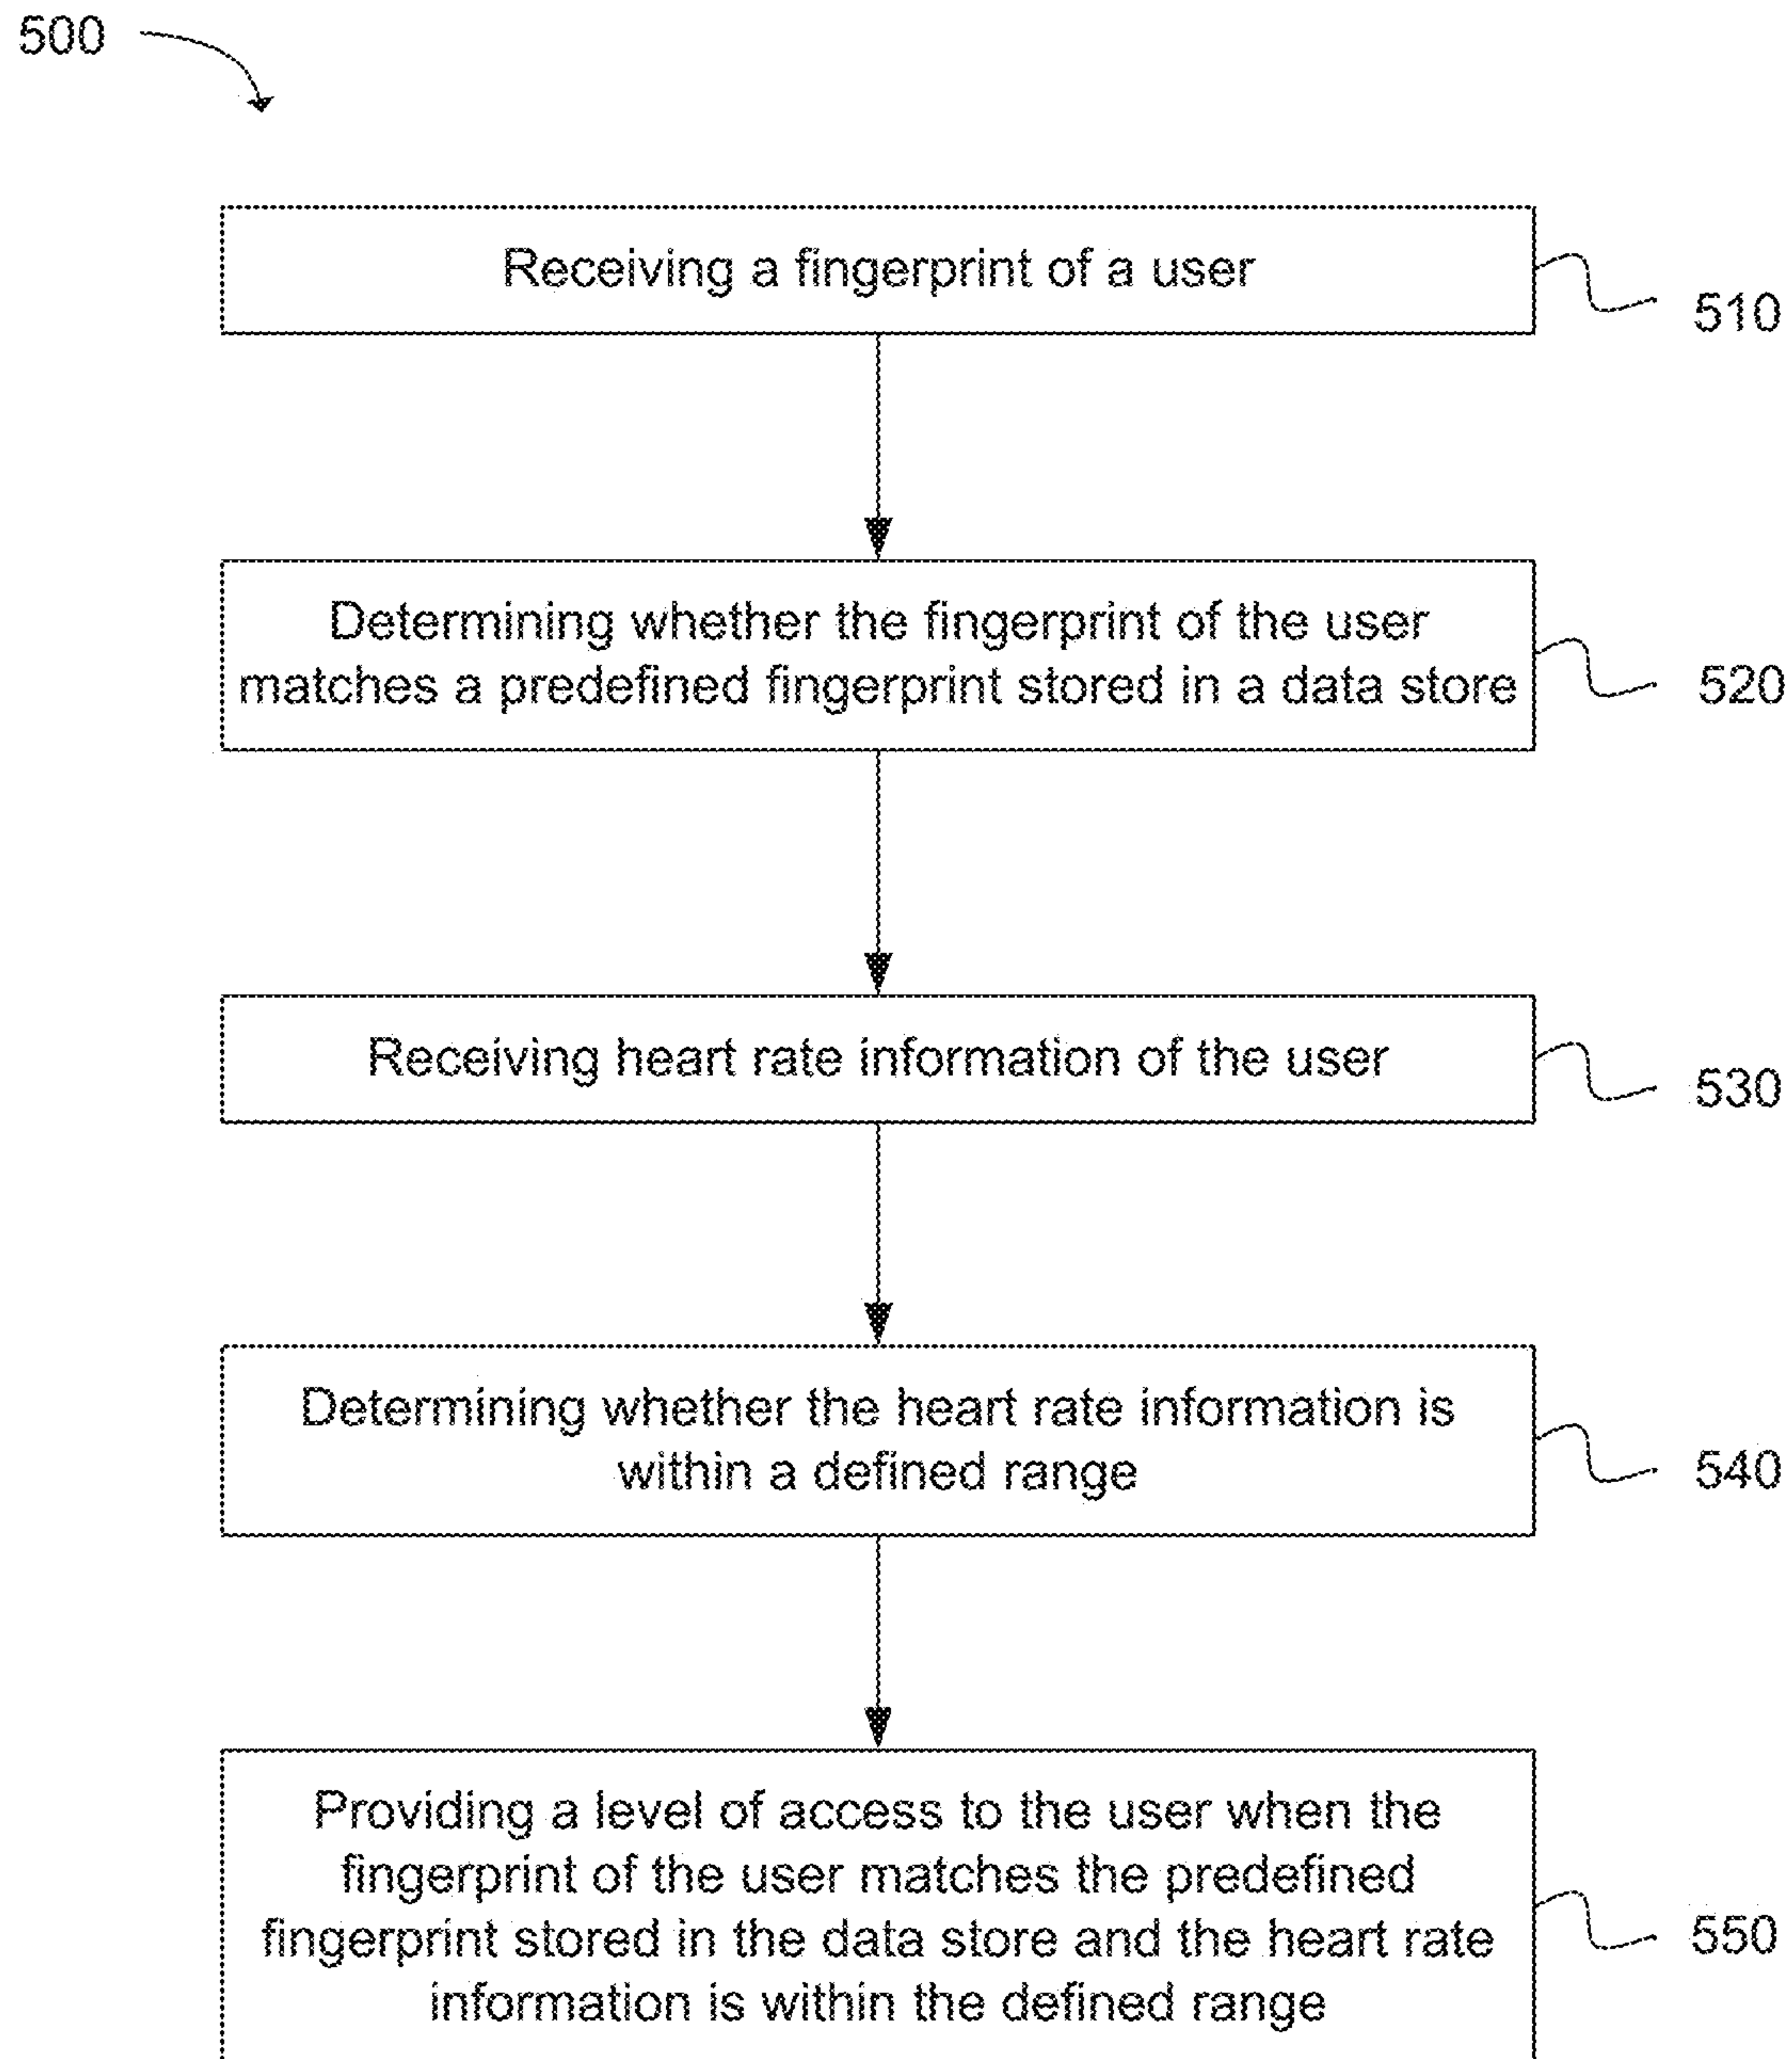 500
Receiving a fingerprint of a user
510
Determining whether the fingerprint of the user
matches a predefined fingerprint stored in a data store
520
Receiving heart rate information of the user
530
Determining whether the heart rate information is
within a defined range
540
Providing a level of access to the user when the
fingerprint of the user matches the predefined
fingerprint stored in the data store and the heart rate
information is within the defined range
550